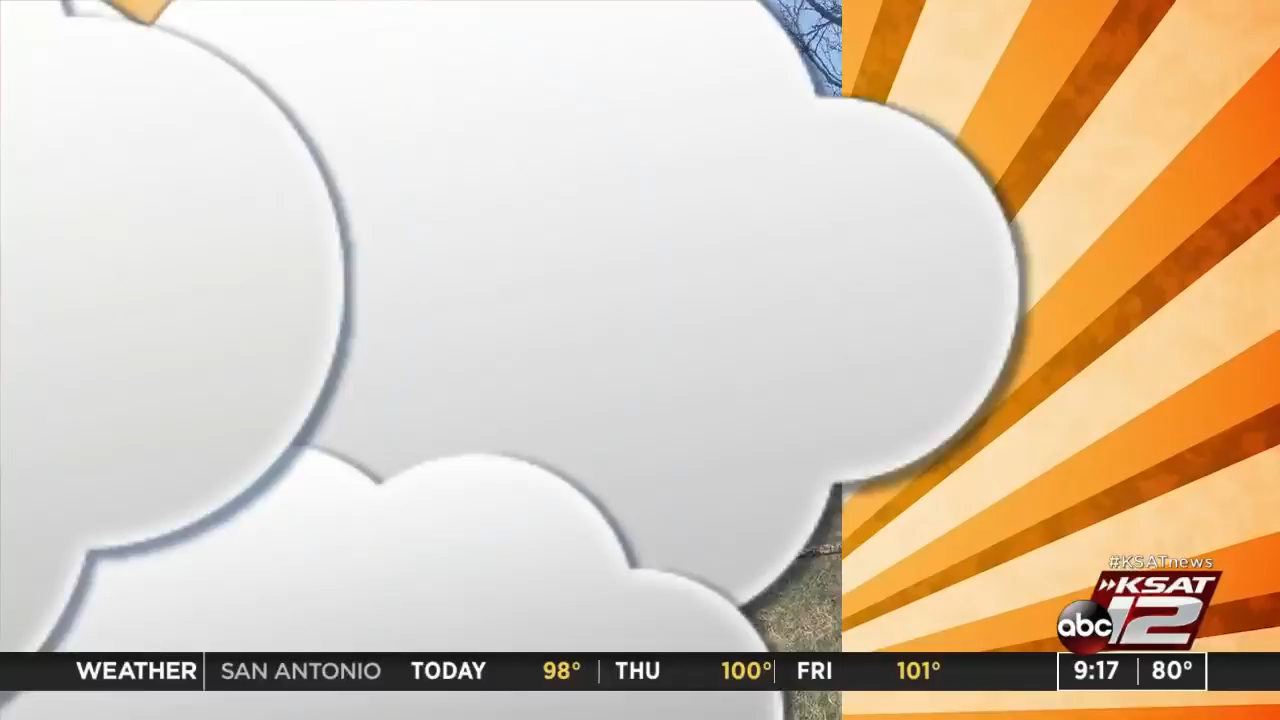 #KSATnews
KSAT
abc 12
WEATHER SAN ANTONIO TODAY 98° THU 100° FRI 101° 9:17 80°